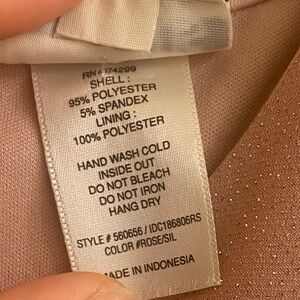 RN #974299
SHELL :
95% POLYESTER
5% SPANDEX
LINING :
100% POLYESTER
HAND WASH COLD
INSIDE OUT
DO NOT BLEACH
DO NOT IRON
HANG DRY
STYLE # 560656 / IDC186806RS
COLOR #ROSE/SIL
MADE IN INDONESIA